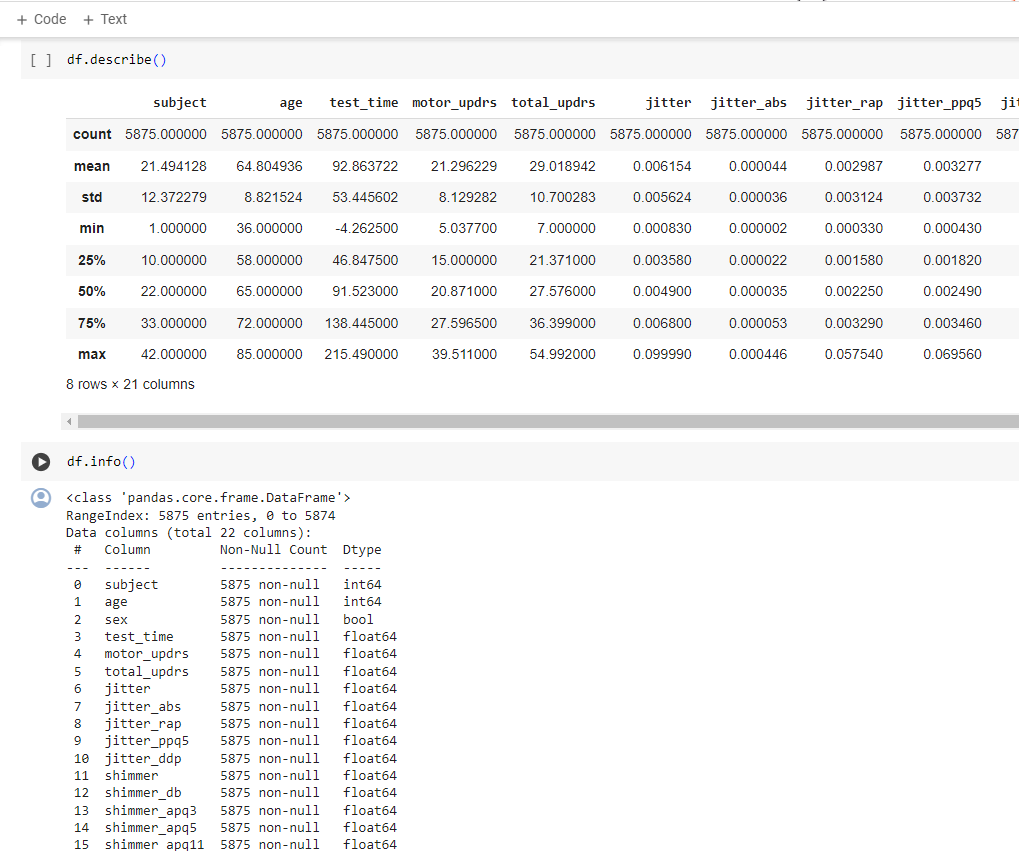 + Code + Text
[ ] df.describe()
subject age test_time motor_updrs total_updrs jitter jitter_abs jitter_rap jitter_ppq5 jit
count 5875.000000 5875.000000 5875.000000 5875.000000 5875.000000 5875.000000 5875.000000 5875.000000 5875.000000 587
mean 21.494128 64.804936 92.863722 21.296229 29.018942 0.006154 0.000044 0.002987 0.003277
std 12.372279 8.821524 53.445602 8.129282 10.700283 0.005624 0.000036 0.003124 0.003732
min 1.000000 36.000000 -4.262500 5.037700 7.000000 0.000830 0.000002 0.000330 0.000430
25% 10.000000 58.000000 46.847500 15.000000 21.371000 0.003580 0.000022 0.001580 0.001820
50% 22.000000 65.000000 91.523000 20.871000 27.576000 0.004900 0.000035 0.002250 0.002490
75% 33.000000 72.000000 138.445000 27.596500 36.399000 0.006800 0.000053 0.003290 0.003460
max 42.000000 85.000000 215.490000 39.511000 54.992000 0.099990 0.000446 0.057540 0.069560
8 rows × 21 columns
df.info()
<class 'pandas.core.frame.DataFrame'>
RangeIndex: 5875 entries, 0 to 5874
Data columns (total 22 columns):
# Column Non-Null Count Dtype
--- ------ -------------- -----
0 subject 5875 non-null int64
1 age 5875 non-null int64
2 sex 5875 non-null bool
3 test_time 5875 non-null float64
4 motor_updrs 5875 non-null float64
5 total_updrs 5875 non-null float64
6 jitter 5875 non-null float64
7 jitter_abs 5875 non-null float64
8 jitter_rap 5875 non-null float64
9 jitter_ppq5 5875 non-null float64
10 jitter_ddp 5875 non-null float64
11 shimmer 5875 non-null float64
12 shimmer_db 5875 non-null float64
13 shimmer_apq3 5875 non-null float64
14 shimmer_apq5 5875 non-null float64
15 shimmer_apq11 5875 non-null float64